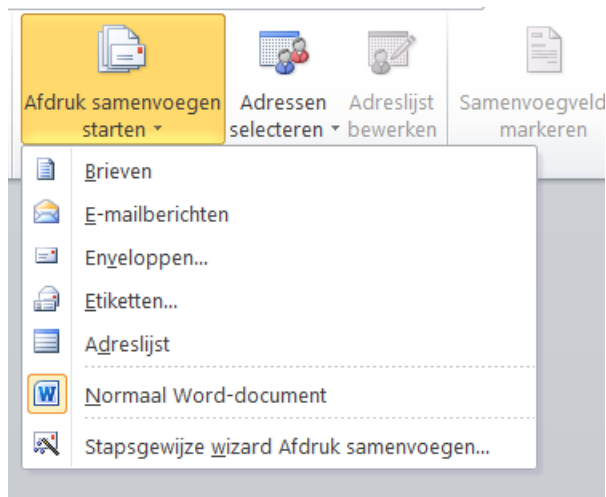 Afdruk samenvoegen Adressen Adreslijst Samenvoegveld
starten selecteren bewerken markeren
Brieven
E-mailberichten
Enveloppen...
Etiketten...
Adreslijst
Normaal Word-document
Stapsgewijze wizard Afdruk samenvoegen...